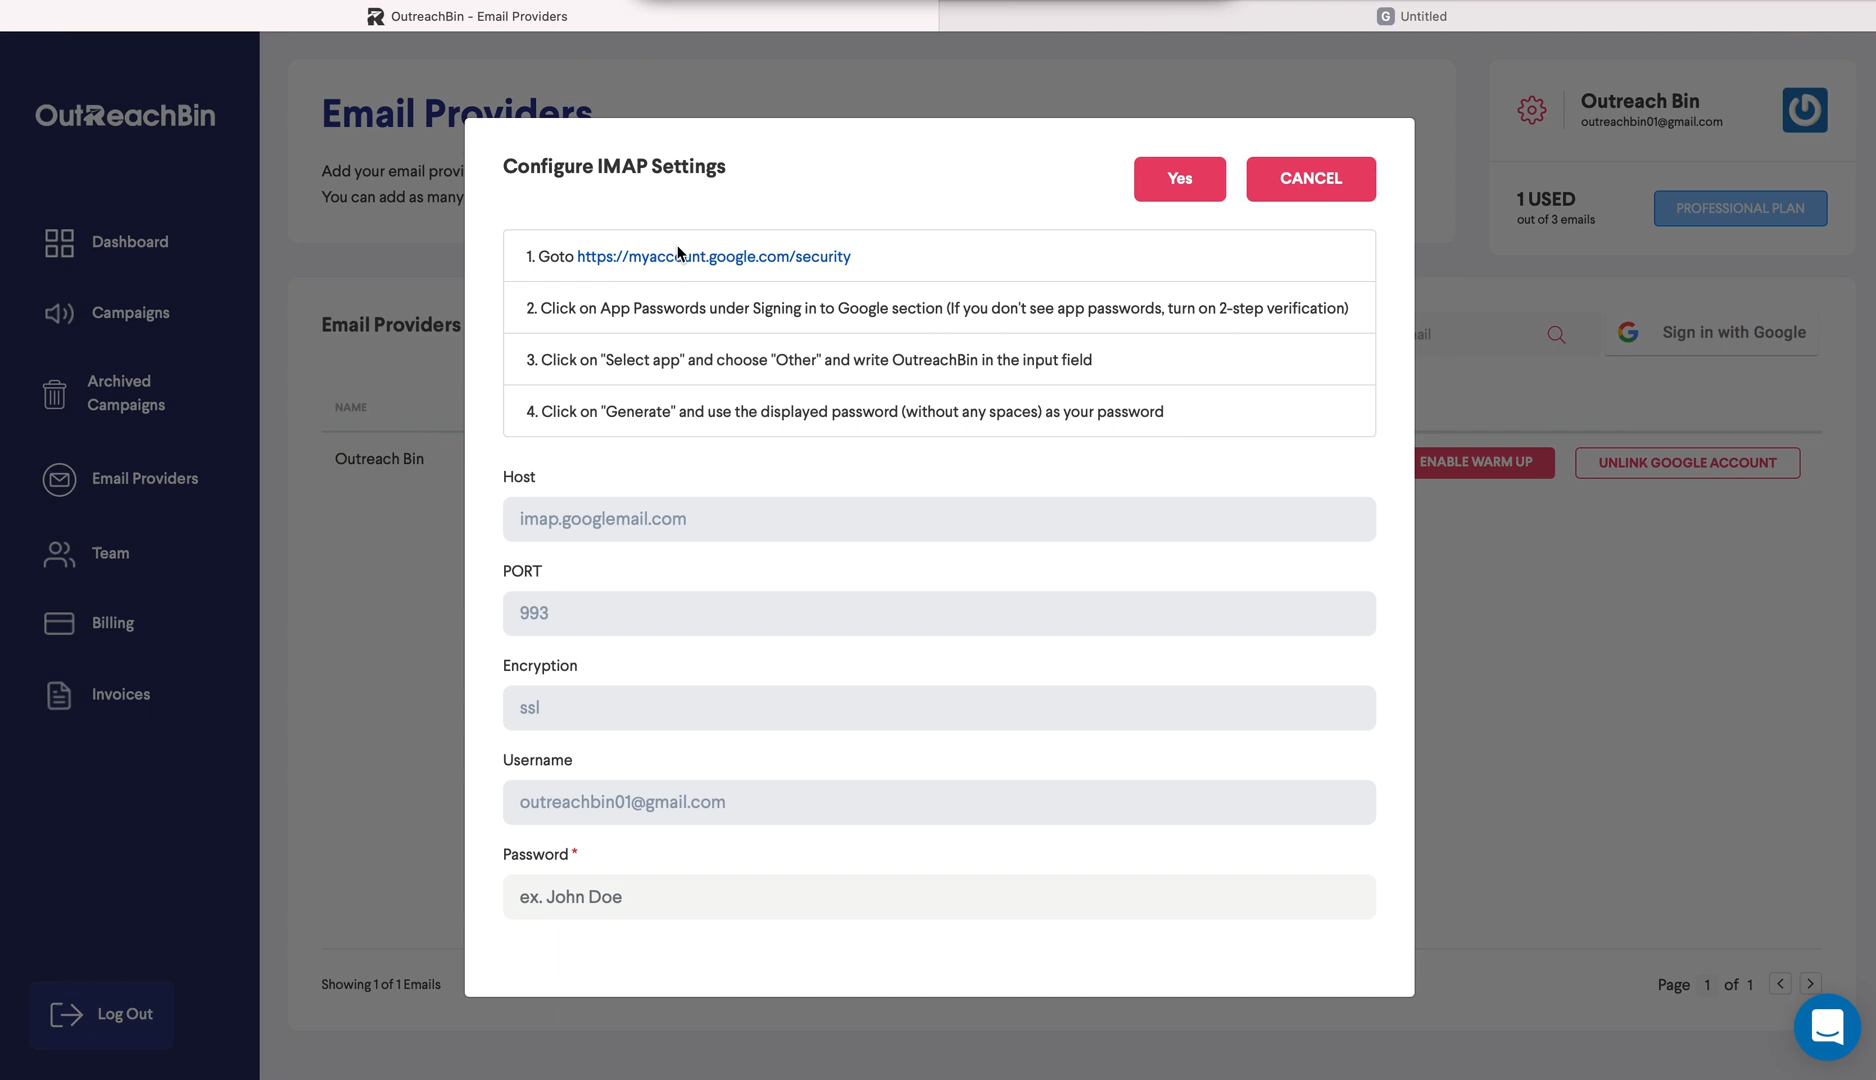 OutreachBin - Email Providers
G Untitled
OutReachBin
Dashboard
Campaigns
Archived
Campaigns
Email Providers
Team
Billing
Invoices
Log Out
Email Providers
Add your email provi
You can add as many
Outreach Bin
outreachbin01@gmail.com
1 USED
out of 3 emails
PROFESSIONAL PLAN
Configure IMAP Settings
Yes
CANCEL
1. Goto https://myaccount.google.com/security
2. Click on App Passwords under Signing in to Google section (If you don't see app passwords, turn on 2-step verification)
3. Click on "Select app" and choose "Other" and write OutreachBin in the input field
4. Click on "Generate" and use the displayed password (without any spaces) as your password
Host
imap.googlemail.com
PORT
993
Encryption
ssl
Username
outreachbin01@gmail.com
Password *
ex. John Doe
Email Providers
ail
Sign in with Google
NAME
Outreach Bin
ENABLE WARM UP
UNLINK GOOGLE ACCOUNT
Showing 1 of 1 Emails
Page 1 of 1